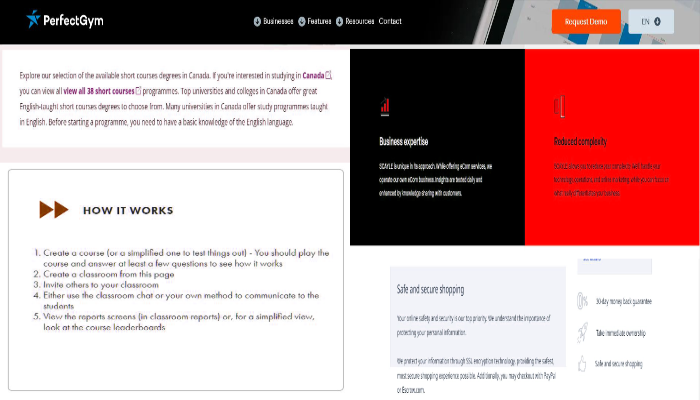 PerfectGym
Businesses Features Resources Contact
Request Demo
EN
Explore our selection of the available short courses degrees in Canada. If you're interested in studying in Canada,
you can view all view all 38 short courses programmes. Top universities and colleges in Canada offer great
English-taught short courses degrees to choose from. Many universities in Canada offer study programmes taught
in English. Before starting a programme, you need to have a basic knowledge of the English language.
HOW IT WORKS
1. Create a course (or a simplified one to test things out) - You should play the
course and answer at least a few questions to see how it works
2. Create a classroom from this page
3. Invite others to your classroom
4. Either use the classroom chat or your own method to communicate to the
students
5. View the reports screens (in classroom reports) or, for a simplified view,
look at the course leaderboards
Business expertise
SCAYLE is unique in its approach. While offering eCom services, we
operate our own eCom business. Insights are tested daily and
enhanced by knowledge sharing with customers.
Reduced complexity
Safe and secure shopping
Your online safety and security is our top priority. We understand the importance of
protecting your personal information.
We protect your information through SSL encryption technology, providing the safest,
most secure shopping experience possible. Additionally, you may checkout with PayPal
or Escrow.com.
30-day money back guarantee
Take immediate ownership
Safe and secure shopping